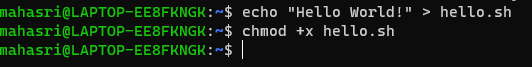 mahasri@LAPTOP-EE8FKNGK:~$ echo "Hello World!" > hello.sh
mahasri@LAPTOP-EE8FKNGK:~$ chmod +x hello.sh
mahasri@LAPTOP-EE8FKNGK:~$